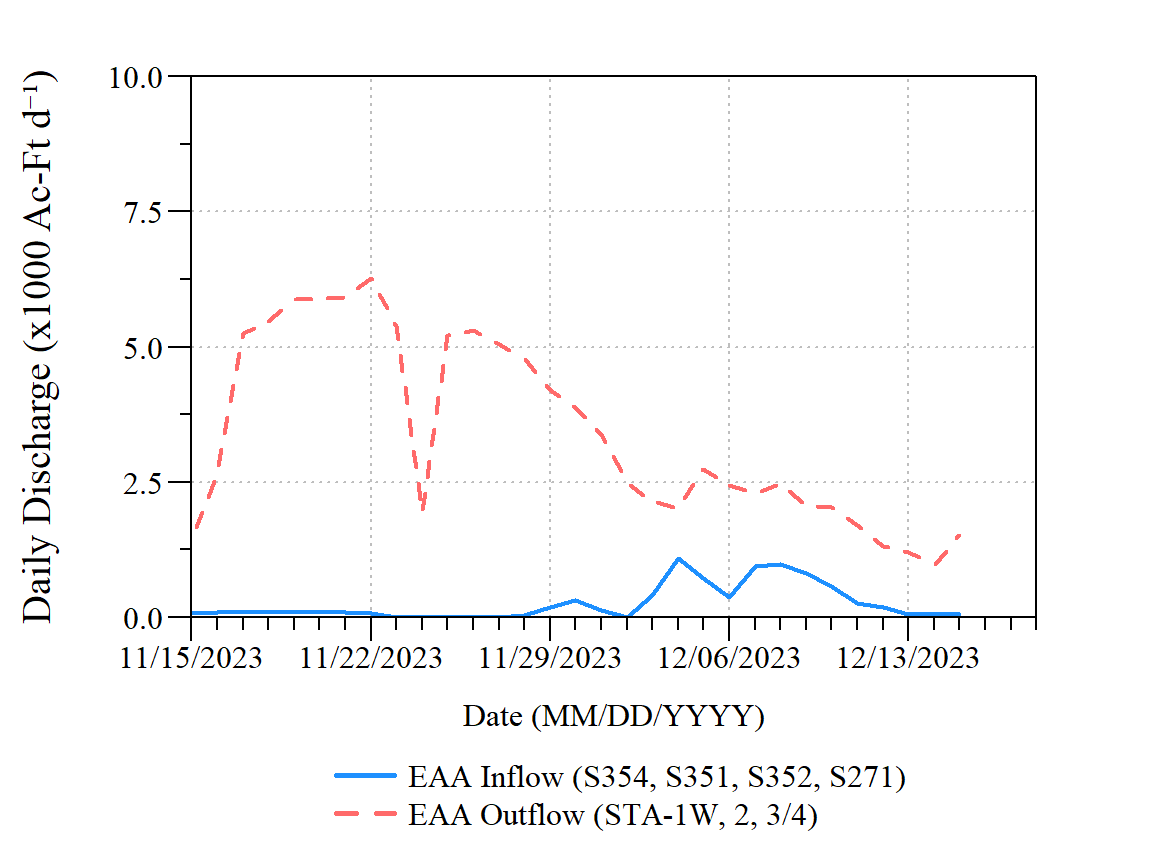 10.0
7.5
5.0
2.5
0.0
Daily Discharge (x1000 Ac-Ft d⁻¹)
11/15/2023 11/22/2023 11/29/2023 12/06/2023 12/13/2023
Date (MM/DD/YYYY)
EAA Inflow (S354, S351, S352, S271)
EAA Outflow (STA-1W, 2, 3/4)